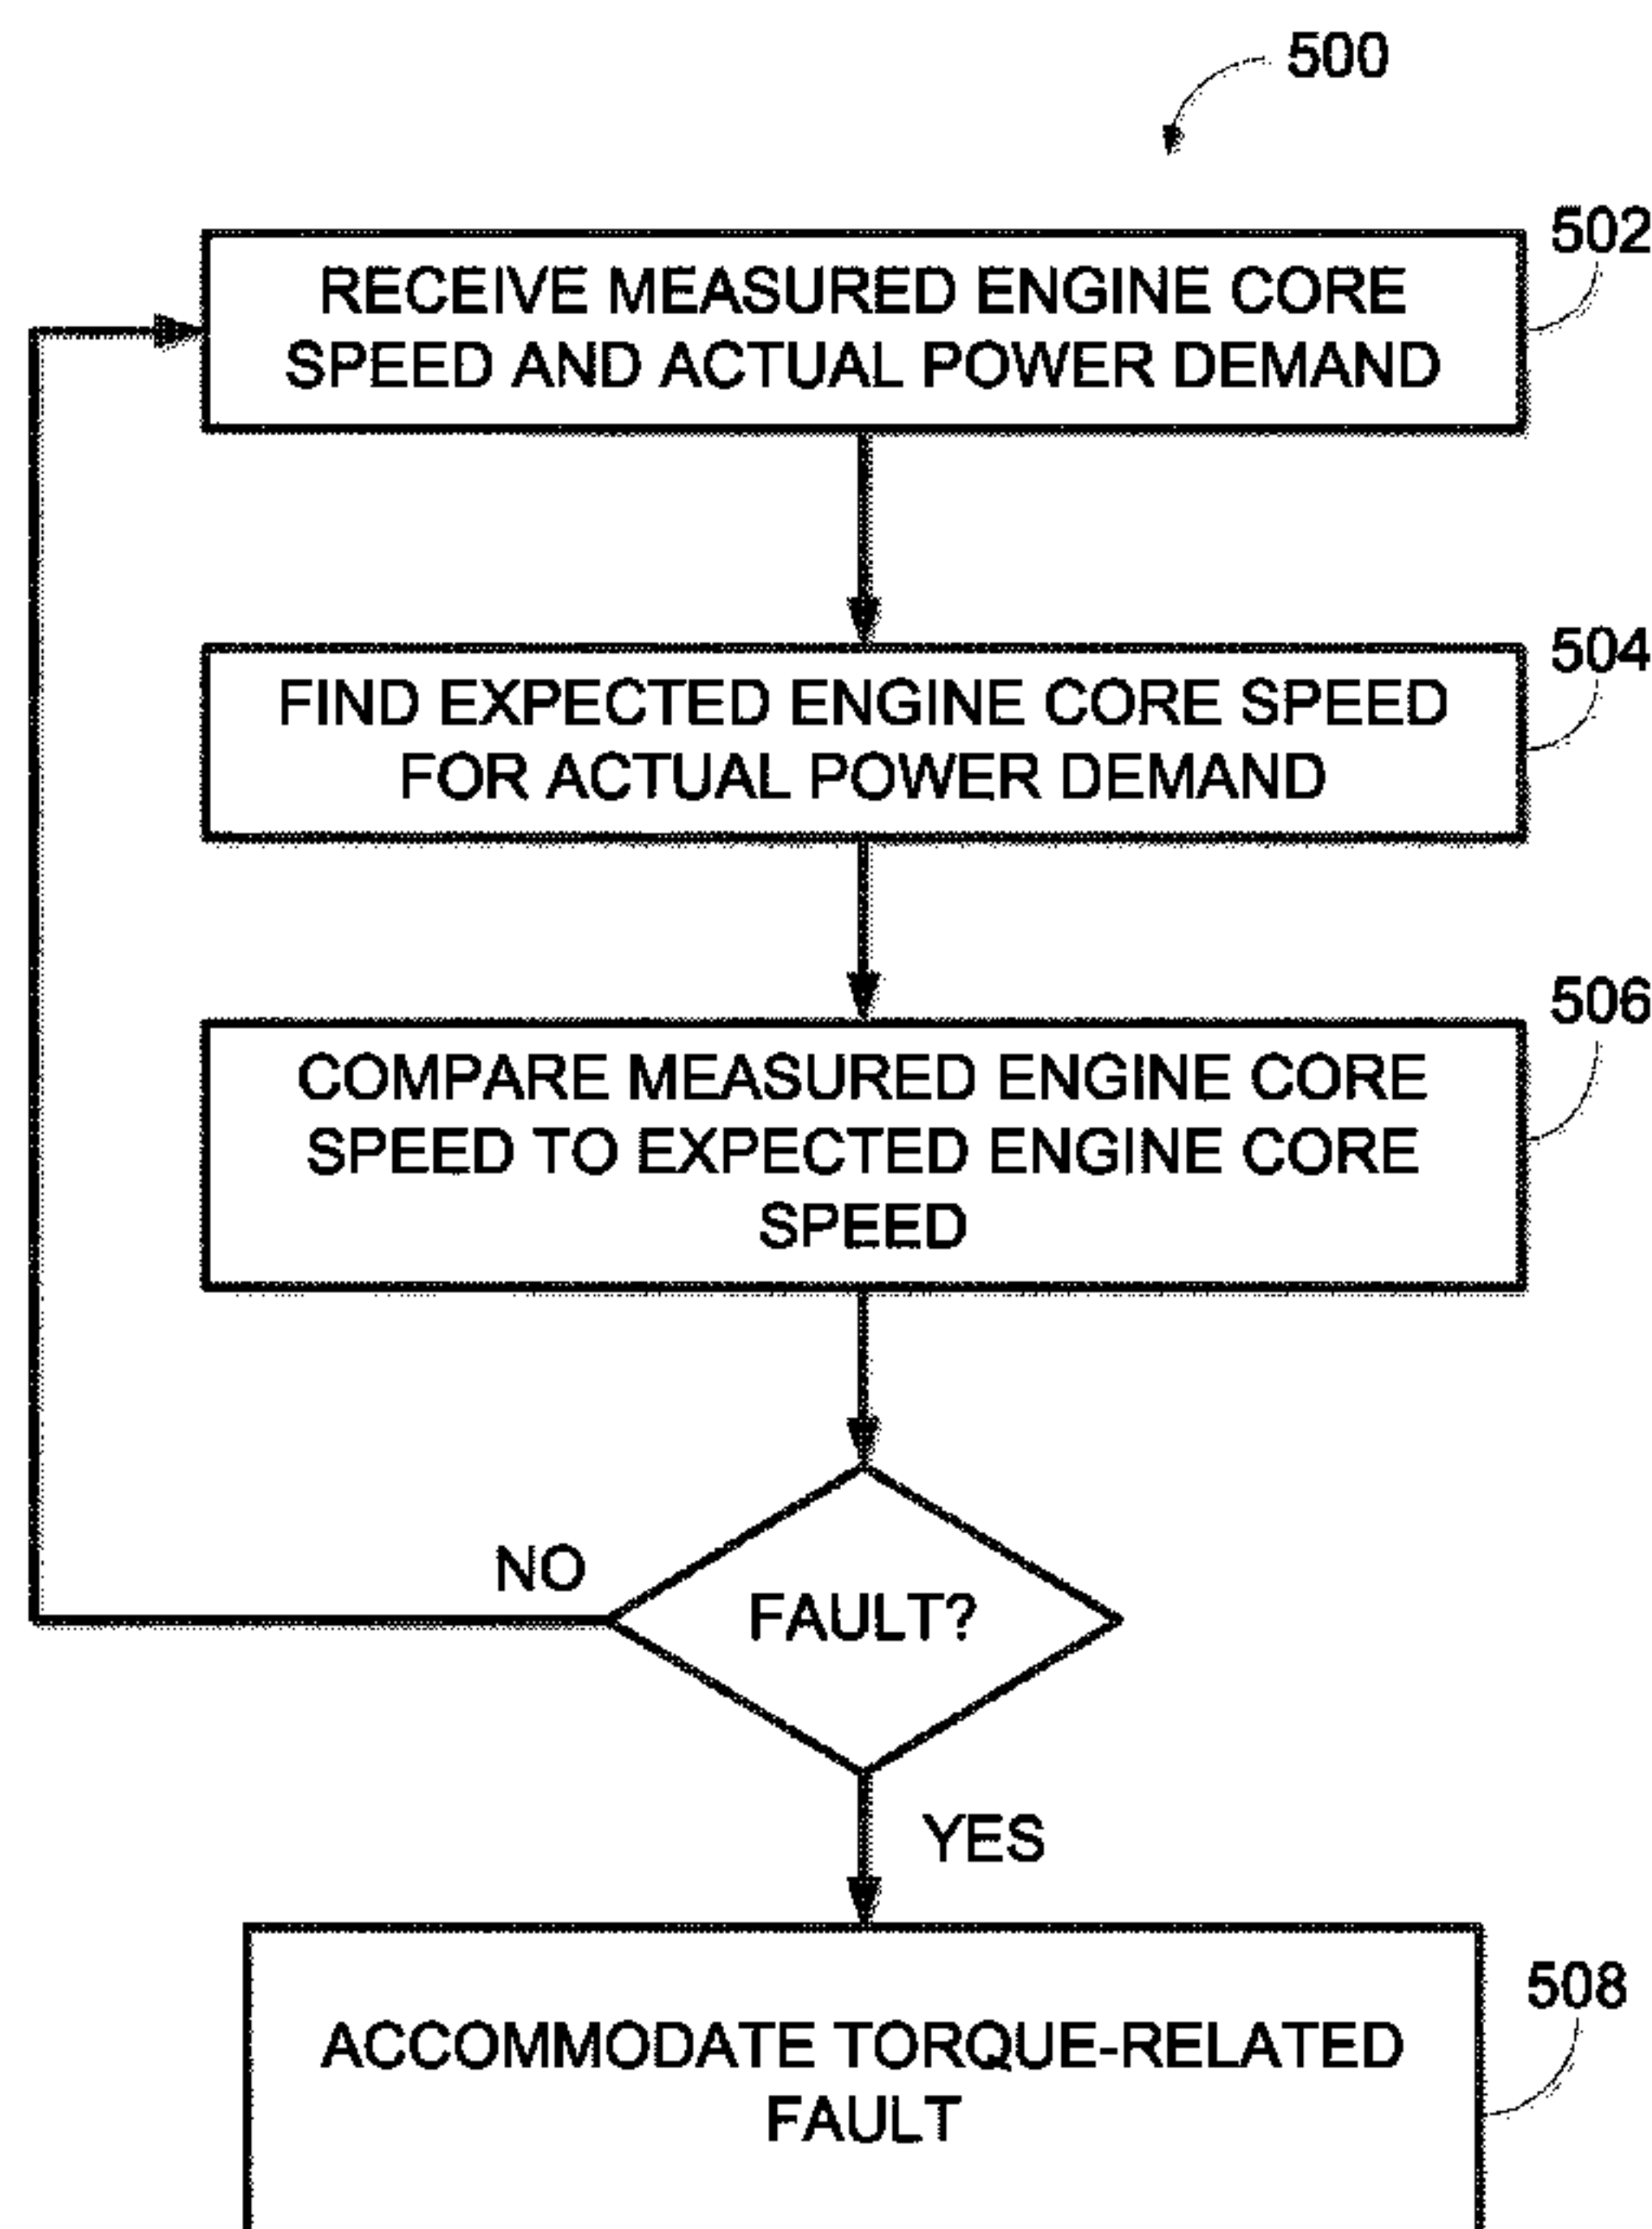 500
502
RECEIVE MEASURED ENGINE CORE
SPEED AND ACTUAL POWER DEMAND
504
FIND EXPECTED ENGINE CORE SPEED
FOR ACTUAL POWER DEMAND
506
COMPARE MEASURED ENGINE CORE
SPEED TO EXPECTED ENGINE CORE
SPEED
NO
FAULT?
YES
508
ACCOMMODATE TORQUE-RELATED
FAULT